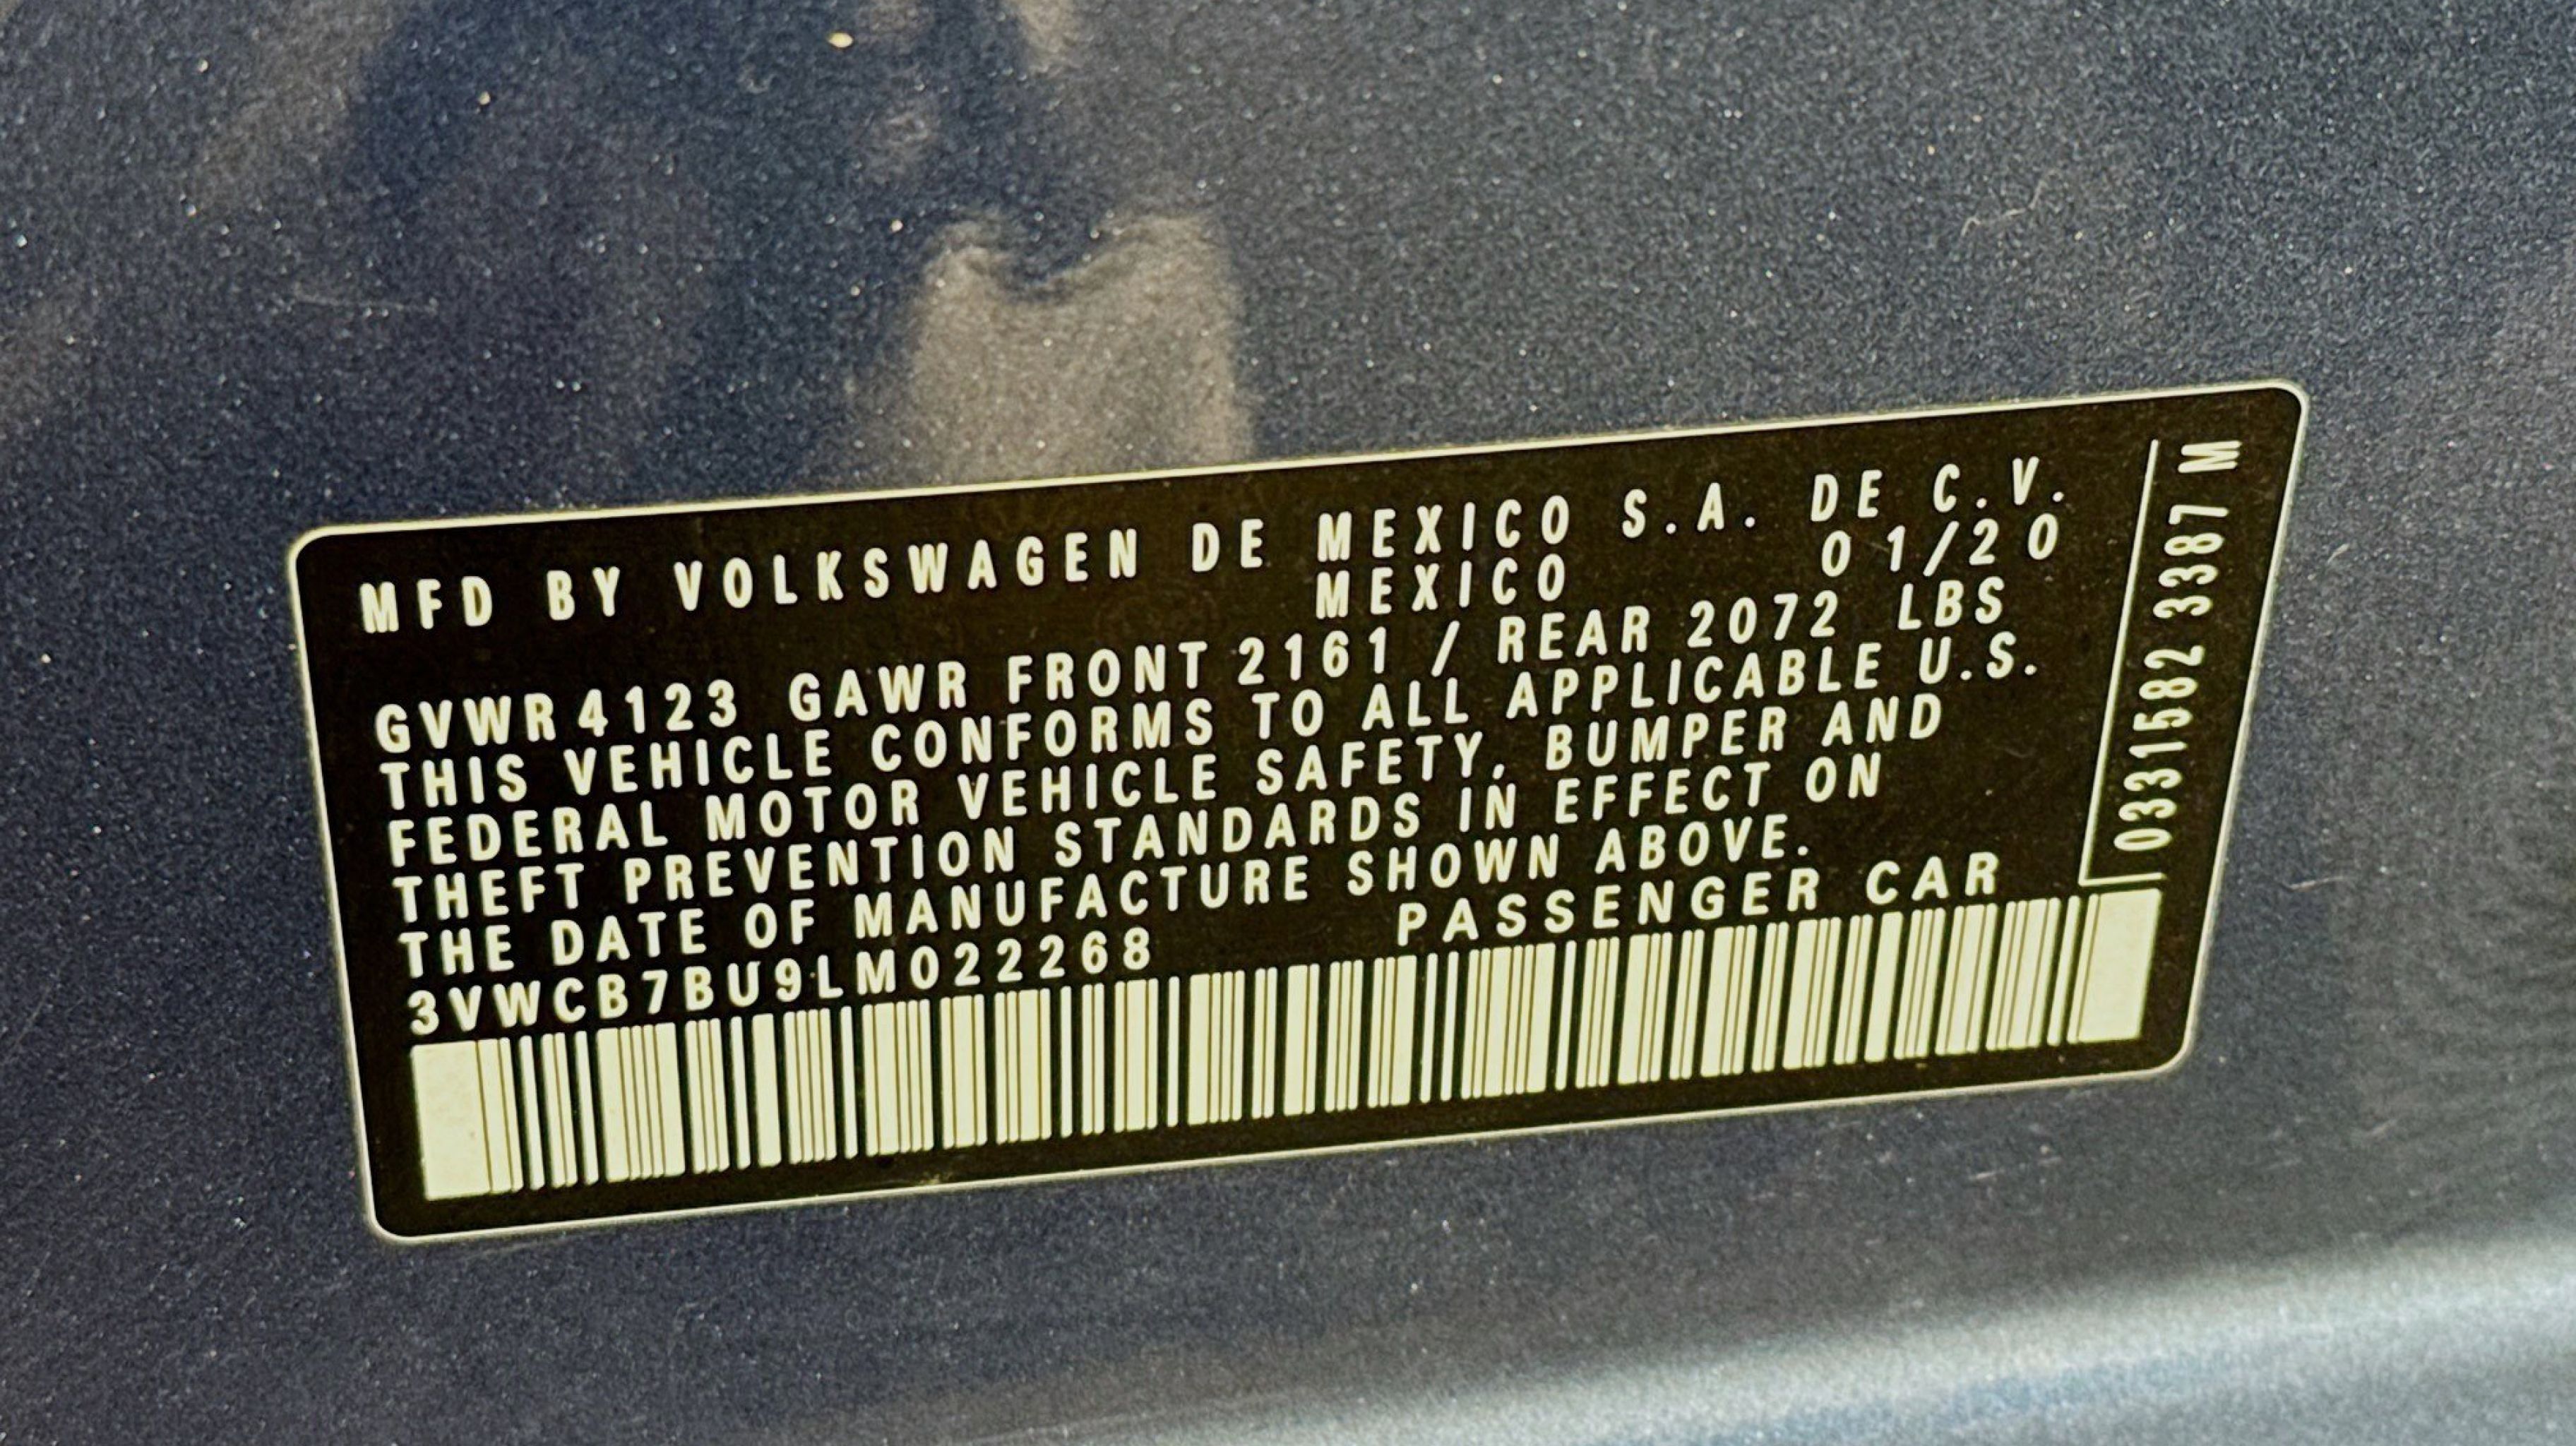 MFD BY VOLKSWAGEN DE MEXICO S.A. DE C.V.
MEXICO 01/20
GVWR 4123 GAWR FRONT 2161 / REAR 2072 LBS
THIS VEHICLE CONFORMS TO ALL APPLICABLE U.S.
FEDERAL MOTOR VEHICLE SAFETY, BUMPER AND
THEFT PREVENTION STANDARDS IN EFFECT ON
THE DATE OF MANUFACTURE SHOWN ABOVE.
3VWCB7BU9LM022268 PASSENGER CAR
0331582 3387 M